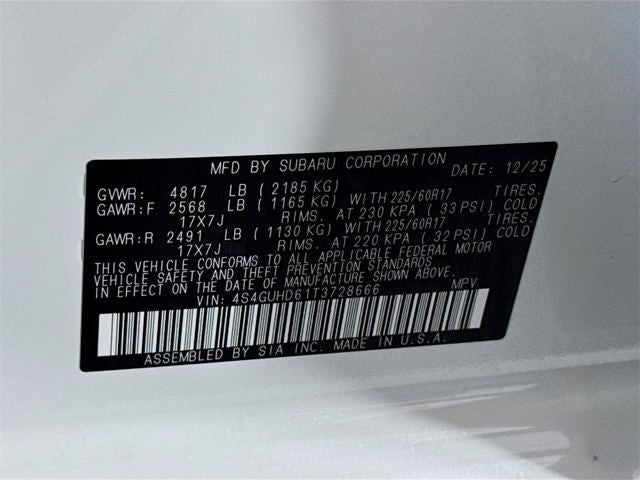 MFD BY SUBARU CORPORATION DATE: 12/25
GVWR: 4817 LB (2185 KG)
GAWR:F 2568 LB (1165 KG) WITH 225/60R17 TIRES.
17X7J RIMS. AT 230 KPA (33 PSI) COLD
GAWR:R 2491 LB (1130 KG) WITH 225/60R17 TIRES.
17X7J RIMS. AT 220 KPA (32 PSI) COLD
THIS VEHICLE CONFORMS TO ALL APPLICABLE FEDERAL MOTOR
VEHICLE SAFETY AND THEFT PREVENTION STANDARDS IN EFFECT
ON THE DATE OF MANUFACTURE SHOWN ABOVE.
VIN: 4S4GUHD61T3728666 MPV
ASSEMBLED BY SIA INC. MADE IN U.S.A.